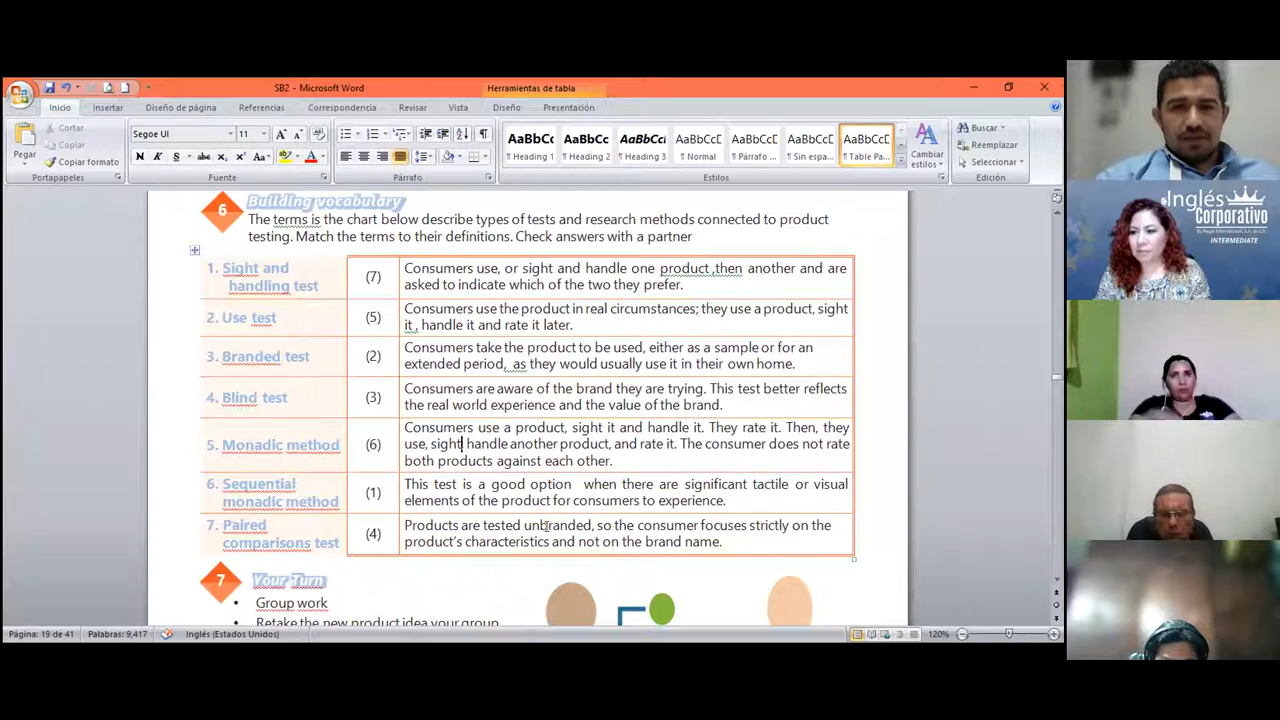 SB2 - Microsoft Word
Herramientas de tabla
Inicio Insertar Diseño de página Referencias Correspondencia Revisar Vista Diseño Presentación
Pegar
Cortar
Copiar
Copiar formato
Portapapeles
Segoe UI 11
Fuente
Párrafo
AaBbCc AaBbCc AaBbCc AaBbCcD AaBbCcD AaBbCcD AaBbCcD
Heading 1 Heading 2 Heading 3 Normal Párrafo ... Sin espa... Table Pa...
Cambiar estilos
Estilos
Buscar
Reemplazar
Seleccionar
Edición
6 Building vocabulary
The terms is the chart below describe types of tests and research methods connected to product
testing. Match the terms to their definitions. Check answers with a partner
1. Sight and
handling test
(7)
Consumers use, or sight and handle one product ,then another and are
asked to indicate which of the two they prefer.
2. Use test
(5)
Consumers use the product in real circumstances; they use a product, sight
it , handle it and rate it later.
3. Branded test
(2)
Consumers take the product to be used, either as a sample or for an
extended period, as they would usually use it in their own home.
4. Blind test
(3)
Consumers are aware of the brand they are trying. This test better reflects
the real world experience and the value of the brand.
5. Monadic method
(6)
Consumers use a product, sight it and handle it. They rate it. Then, they
use, sight handle another product, and rate it. The consumer does not rate
both products against each other.
6. Sequential
monadic method
(1)
This test is a good option when there are significant tactile or visual
elements of the product for consumers to experience.
7. Paired
comparisons test
(4)
Products are tested unbranded, so the consumer focuses strictly on the
product's characteristics and not on the brand name.
7 Your Turn
• Group work
• Retake the new product idea your group
Página: 19 de 41 Palabras: 9,417 Inglés (Estados Unidos) 120%
Inglés
Corporativo
INTERMEDIATE